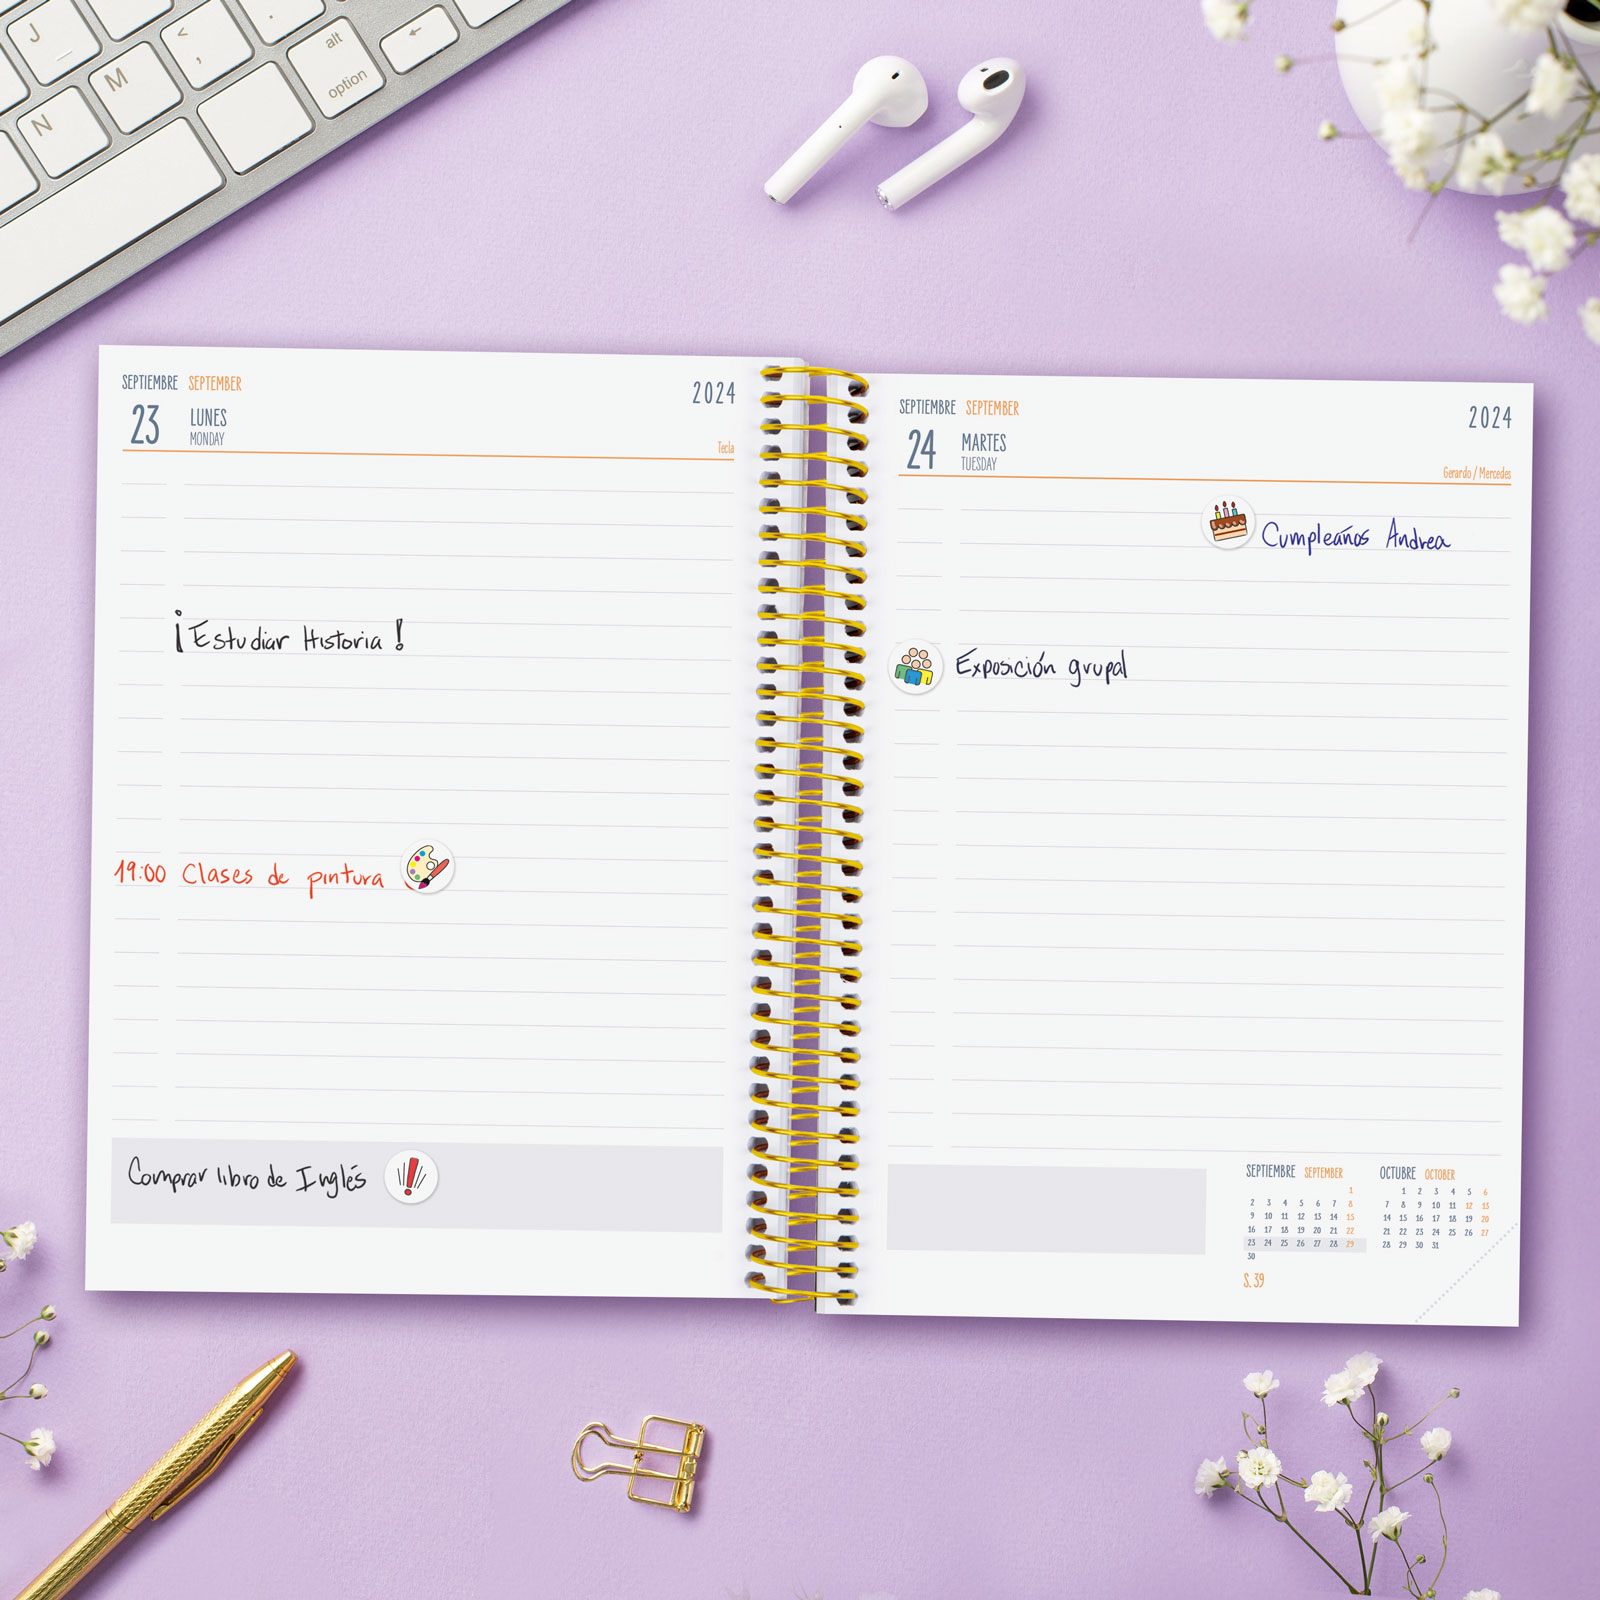 J
<
,
alt
option
←
M
N
SEPTIEMBRE SEPTEMBER
2024
23 LUNES
MONDAY
Tecla
¡Estudiar Historia!
19:00 Clases de pintura
Comprar libro de Inglés
SEPTIEMBRE SEPTEMBER
2024
24 MARTES
TUESDAY
Gerardo / Mercedes
Cumpleaños Andrea
Exposición grupal
SEPTIEMBRE SEPTEMBER
1
2 3 4 5 6 7 8
9 10 11 12 13 14 15
16 17 18 19 20 21 22
23 24 25 26 27 28 29
30
S. 39
OCTUBRE OCTOBER
1 2 3 4 5 6
7 8 9 10 11 12 13
14 15 16 17 18 19 20
21 22 23 24 25 26 27
28 29 30 31